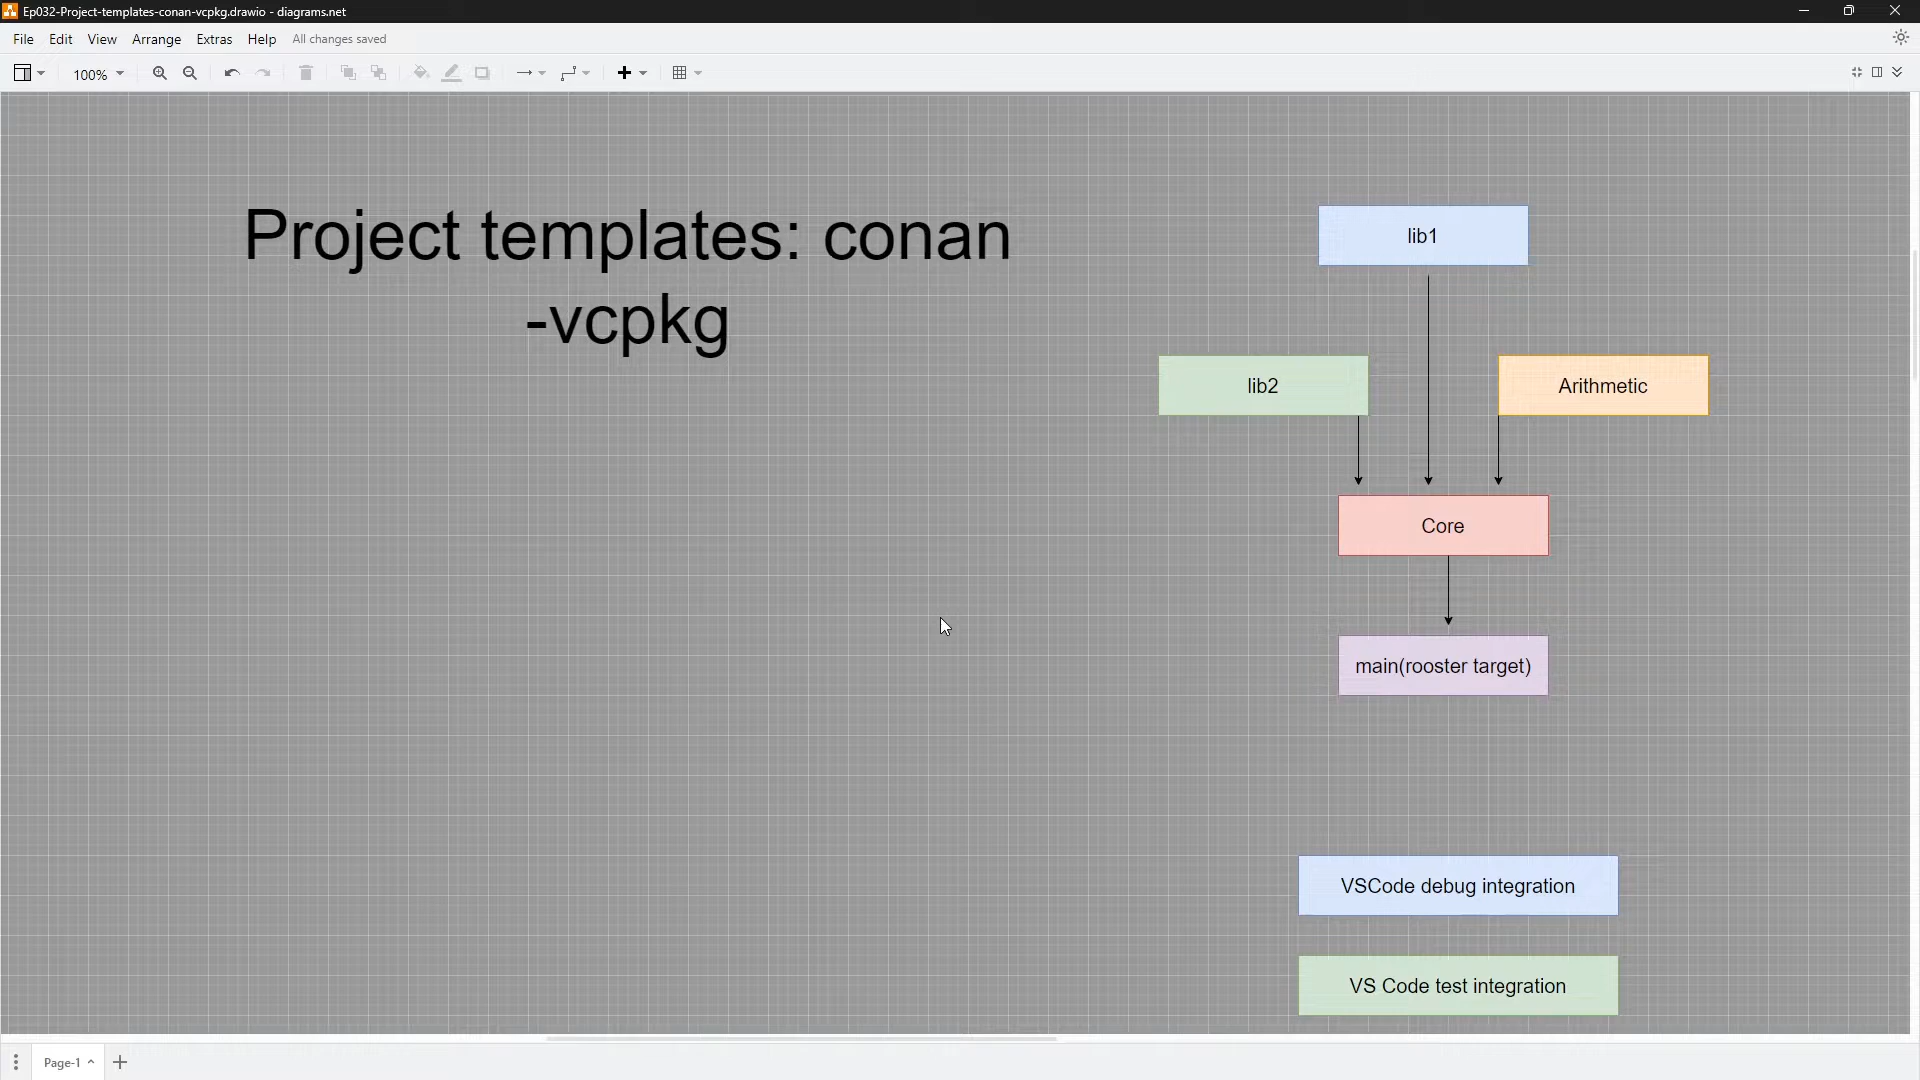 Ep032-Project-templates-conan-vcpkg.drawio - diagrams.net
File Edit View Arrange Extras Help All changes saved
100%
Project templates: conan
-vcpkg
lib1
lib2
Arithmetic
Core
main(rooster target)
VSCode debug integration
VS Code test integration
Page-1